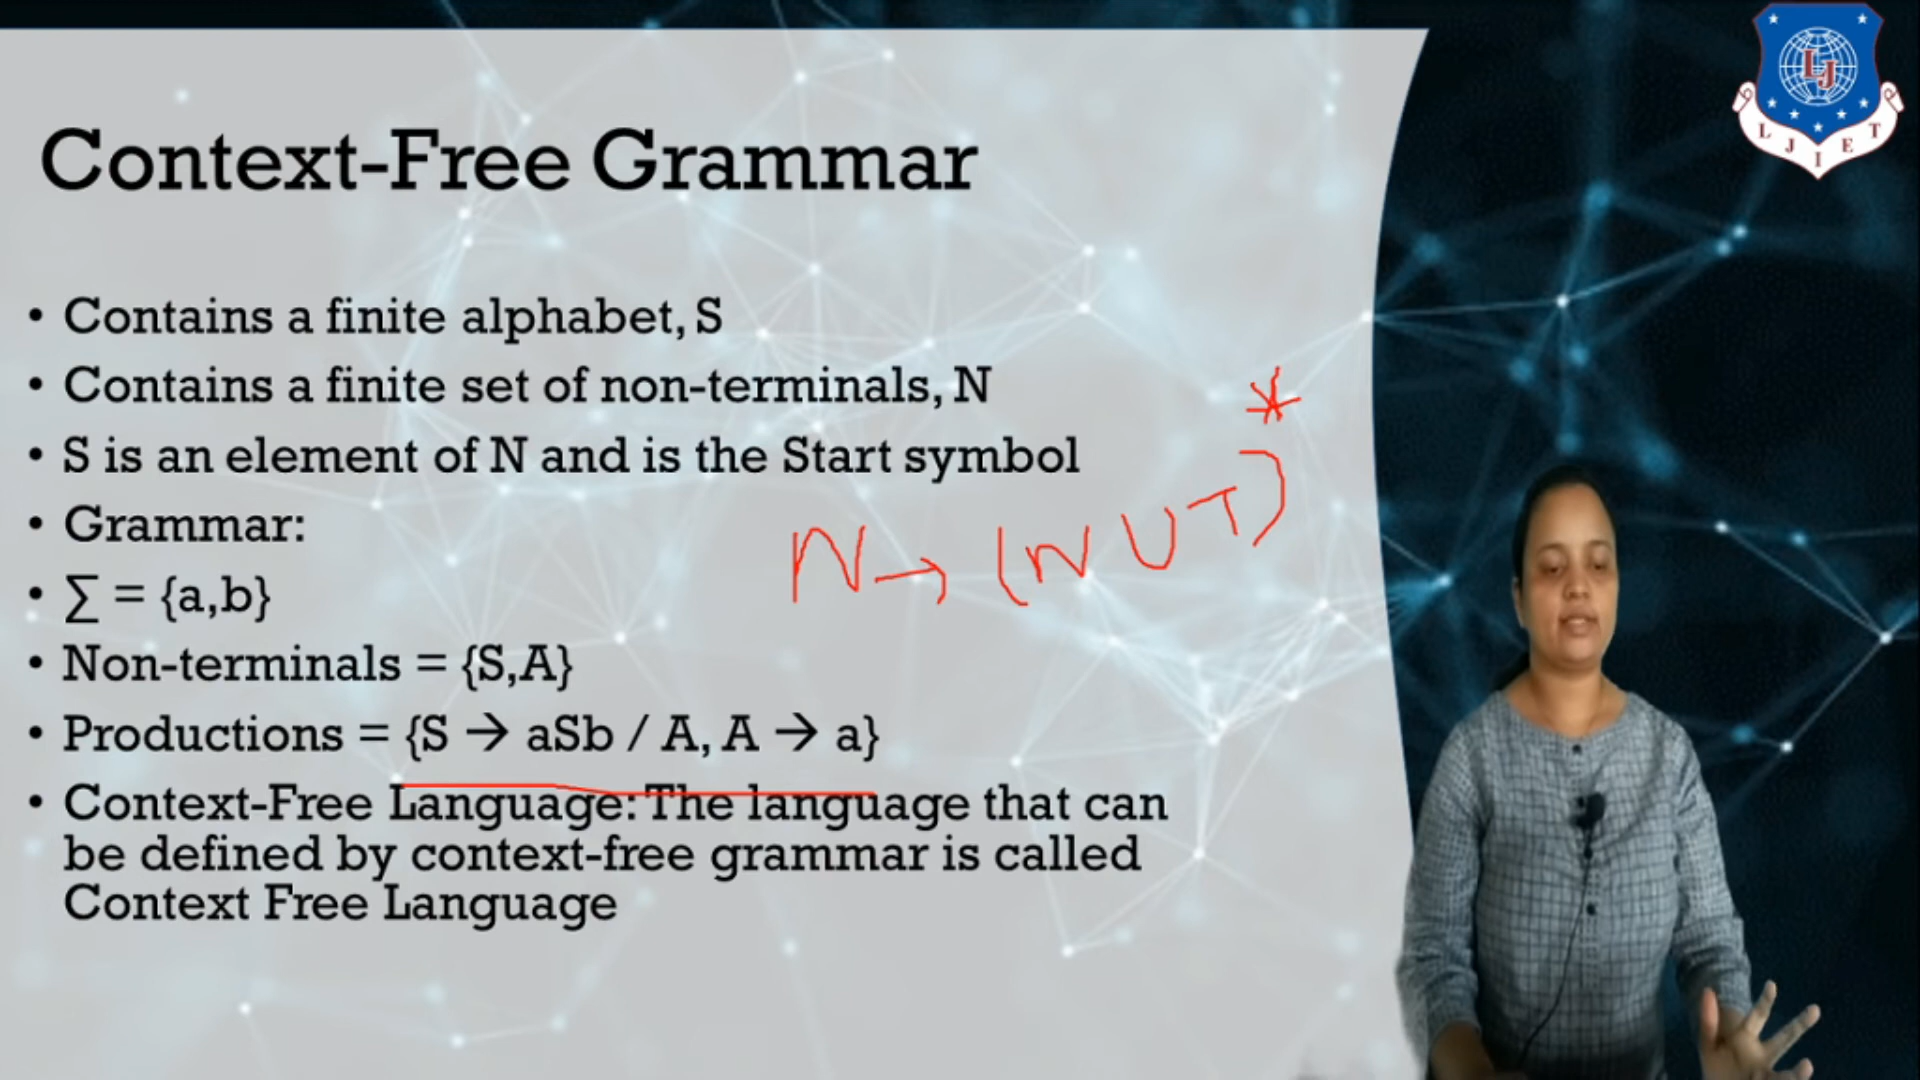 Context-Free Grammar
• Contains a finite alphabet, S
• Contains a finite set of non-terminals, N
• S is an element of N and is the Start symbol
• Grammar:
• ∑ = {a,b}
• Non-terminals = {S,A}
• Productions = {S → aSb / A, A → a}
• Context-Free Language: The language that can
be defined by context-free grammar is called
Context Free Language
N → (N ∪ T)*
LJ
L J I E T